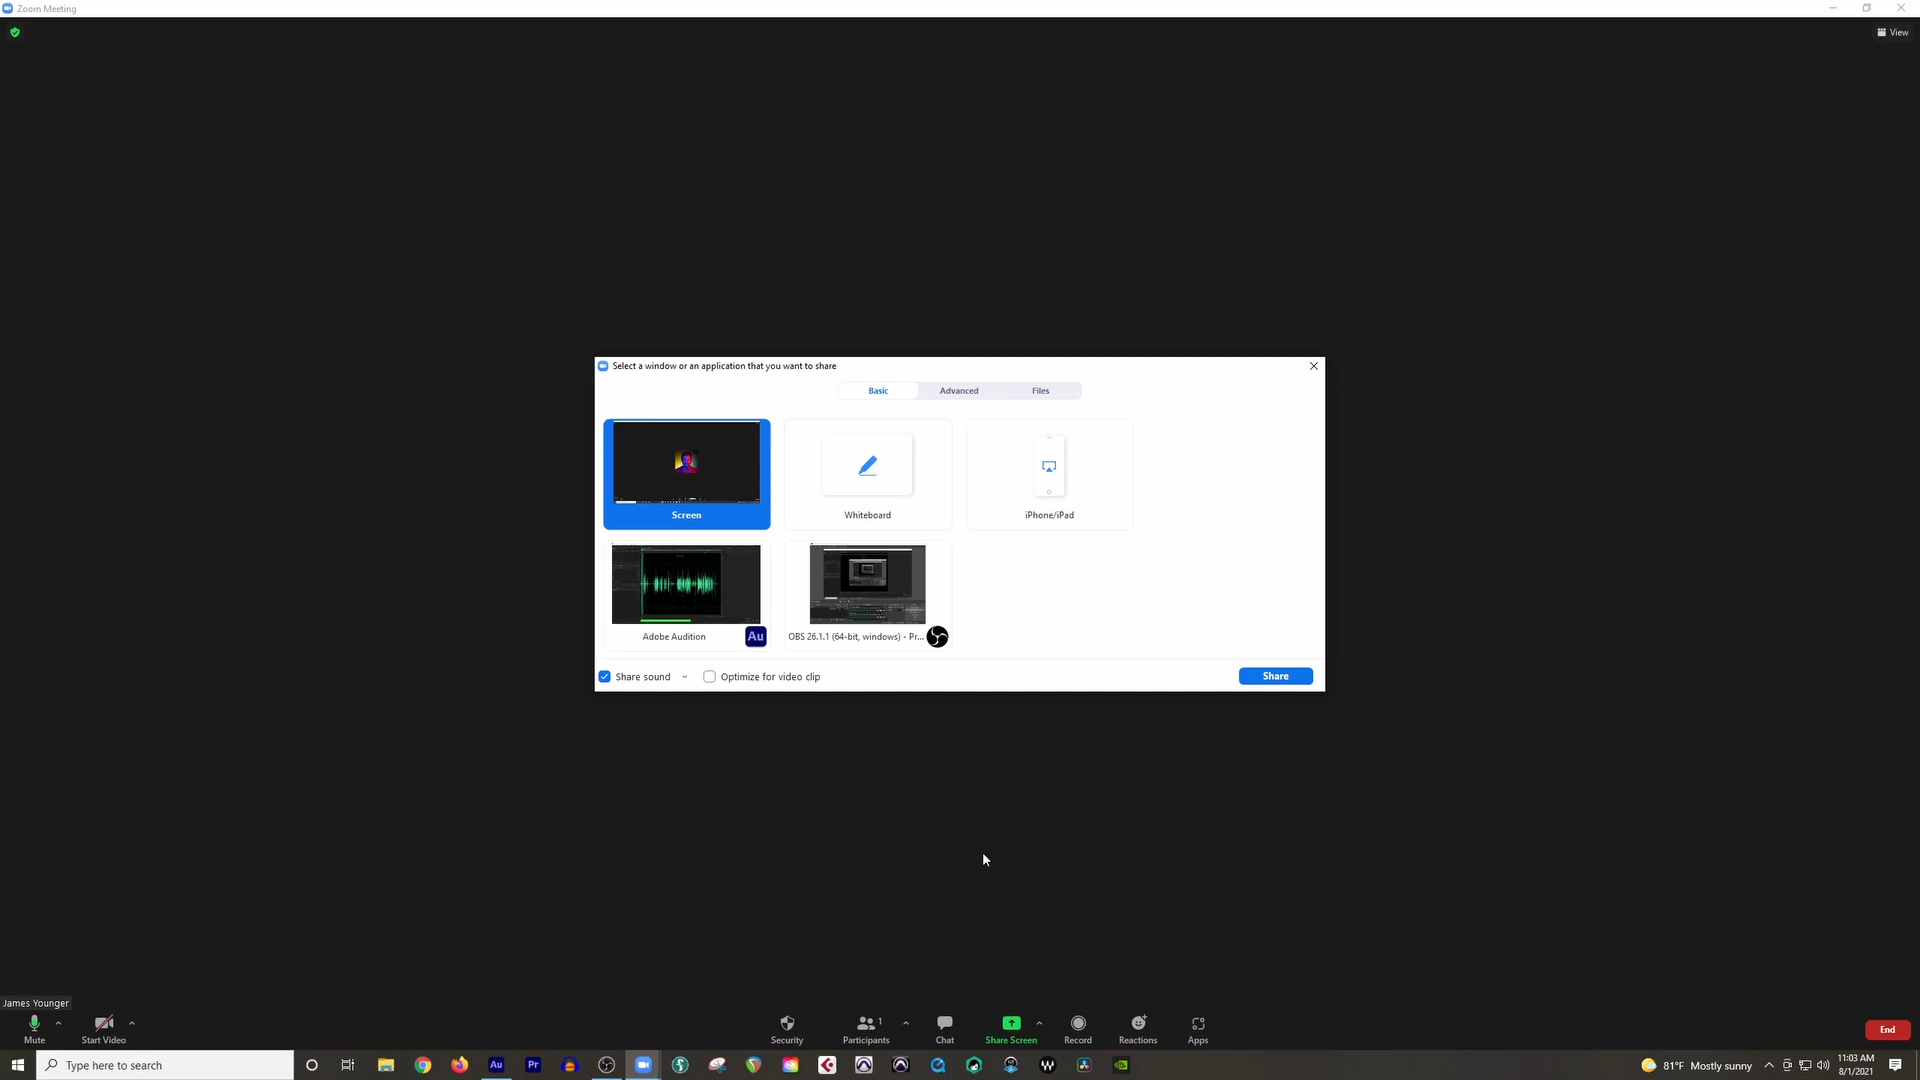 Zoom Meeting
View
Select a window or an application that you want to share
Basic
Advanced
Files
Screen
Whiteboard
iPhone/iPad
Adobe Audition
Au
OBS 26.1.1 (64-bit, windows) - Pr...
Share sound
Optimize for video clip
Share
James Younger
Mute
Start Video
Security
1
Participants
Chat
Share Screen
Record
Reactions
Apps
End
Type here to search
Au
Pr
81°F Mostly sunny
11:03 AM
8/1/2021